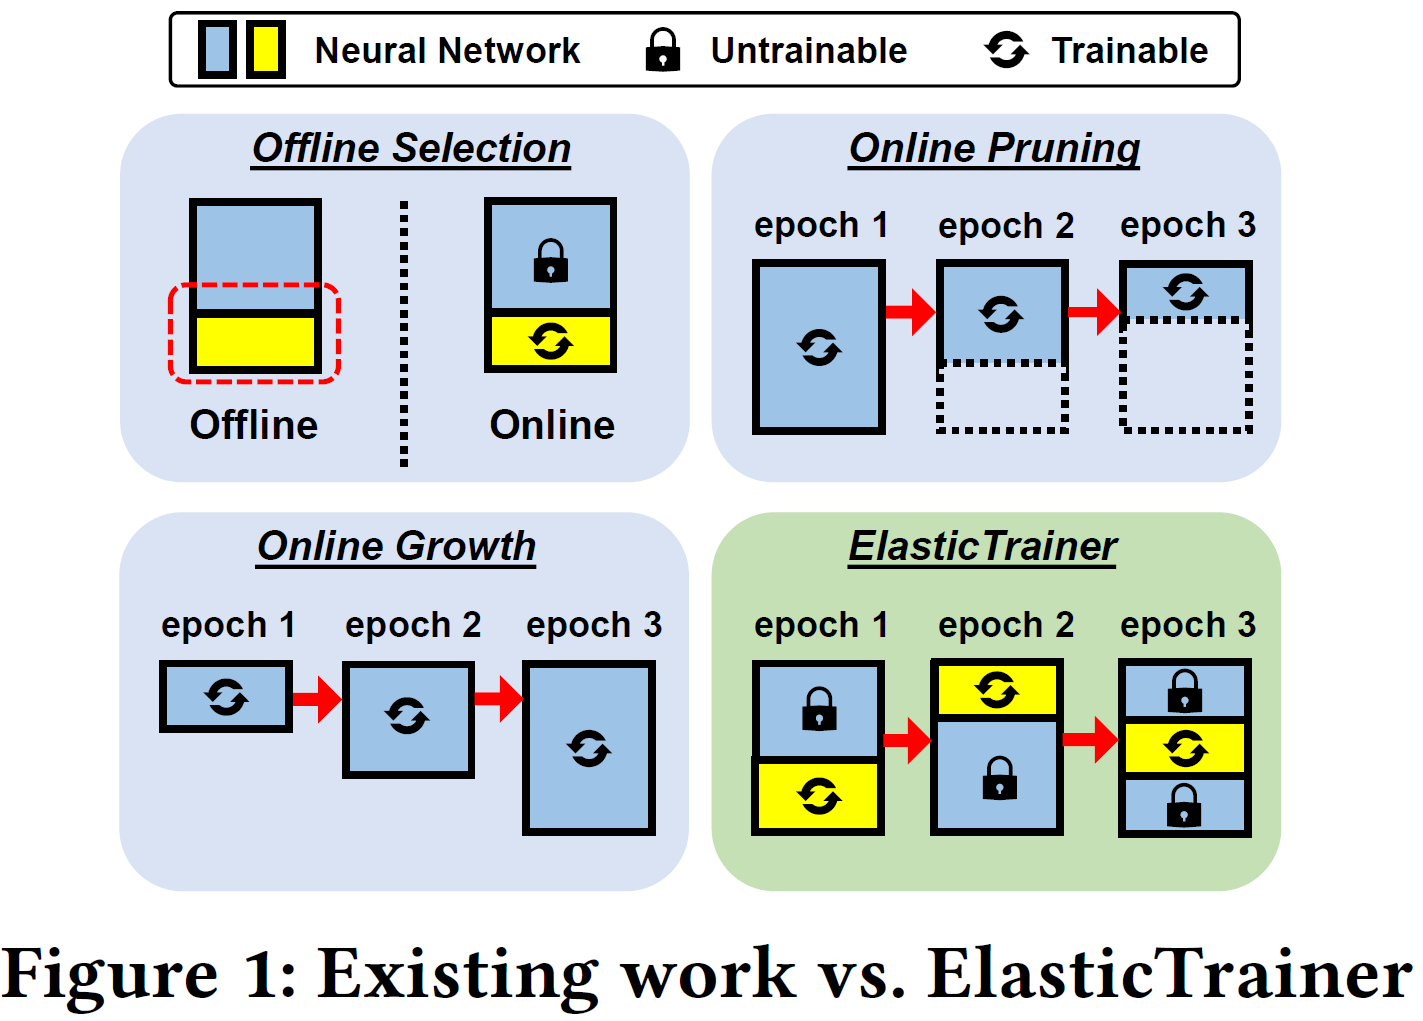 Neural Network Untrainable Trainable
Offline Selection
Offline
Online
Online Pruning
epoch 1
epoch 2
epoch 3
Online Growth
epoch 1
epoch 2
epoch 3
ElasticTrainer
epoch 1
epoch 2
epoch 3
Figure 1: Existing work vs. ElasticTrainer